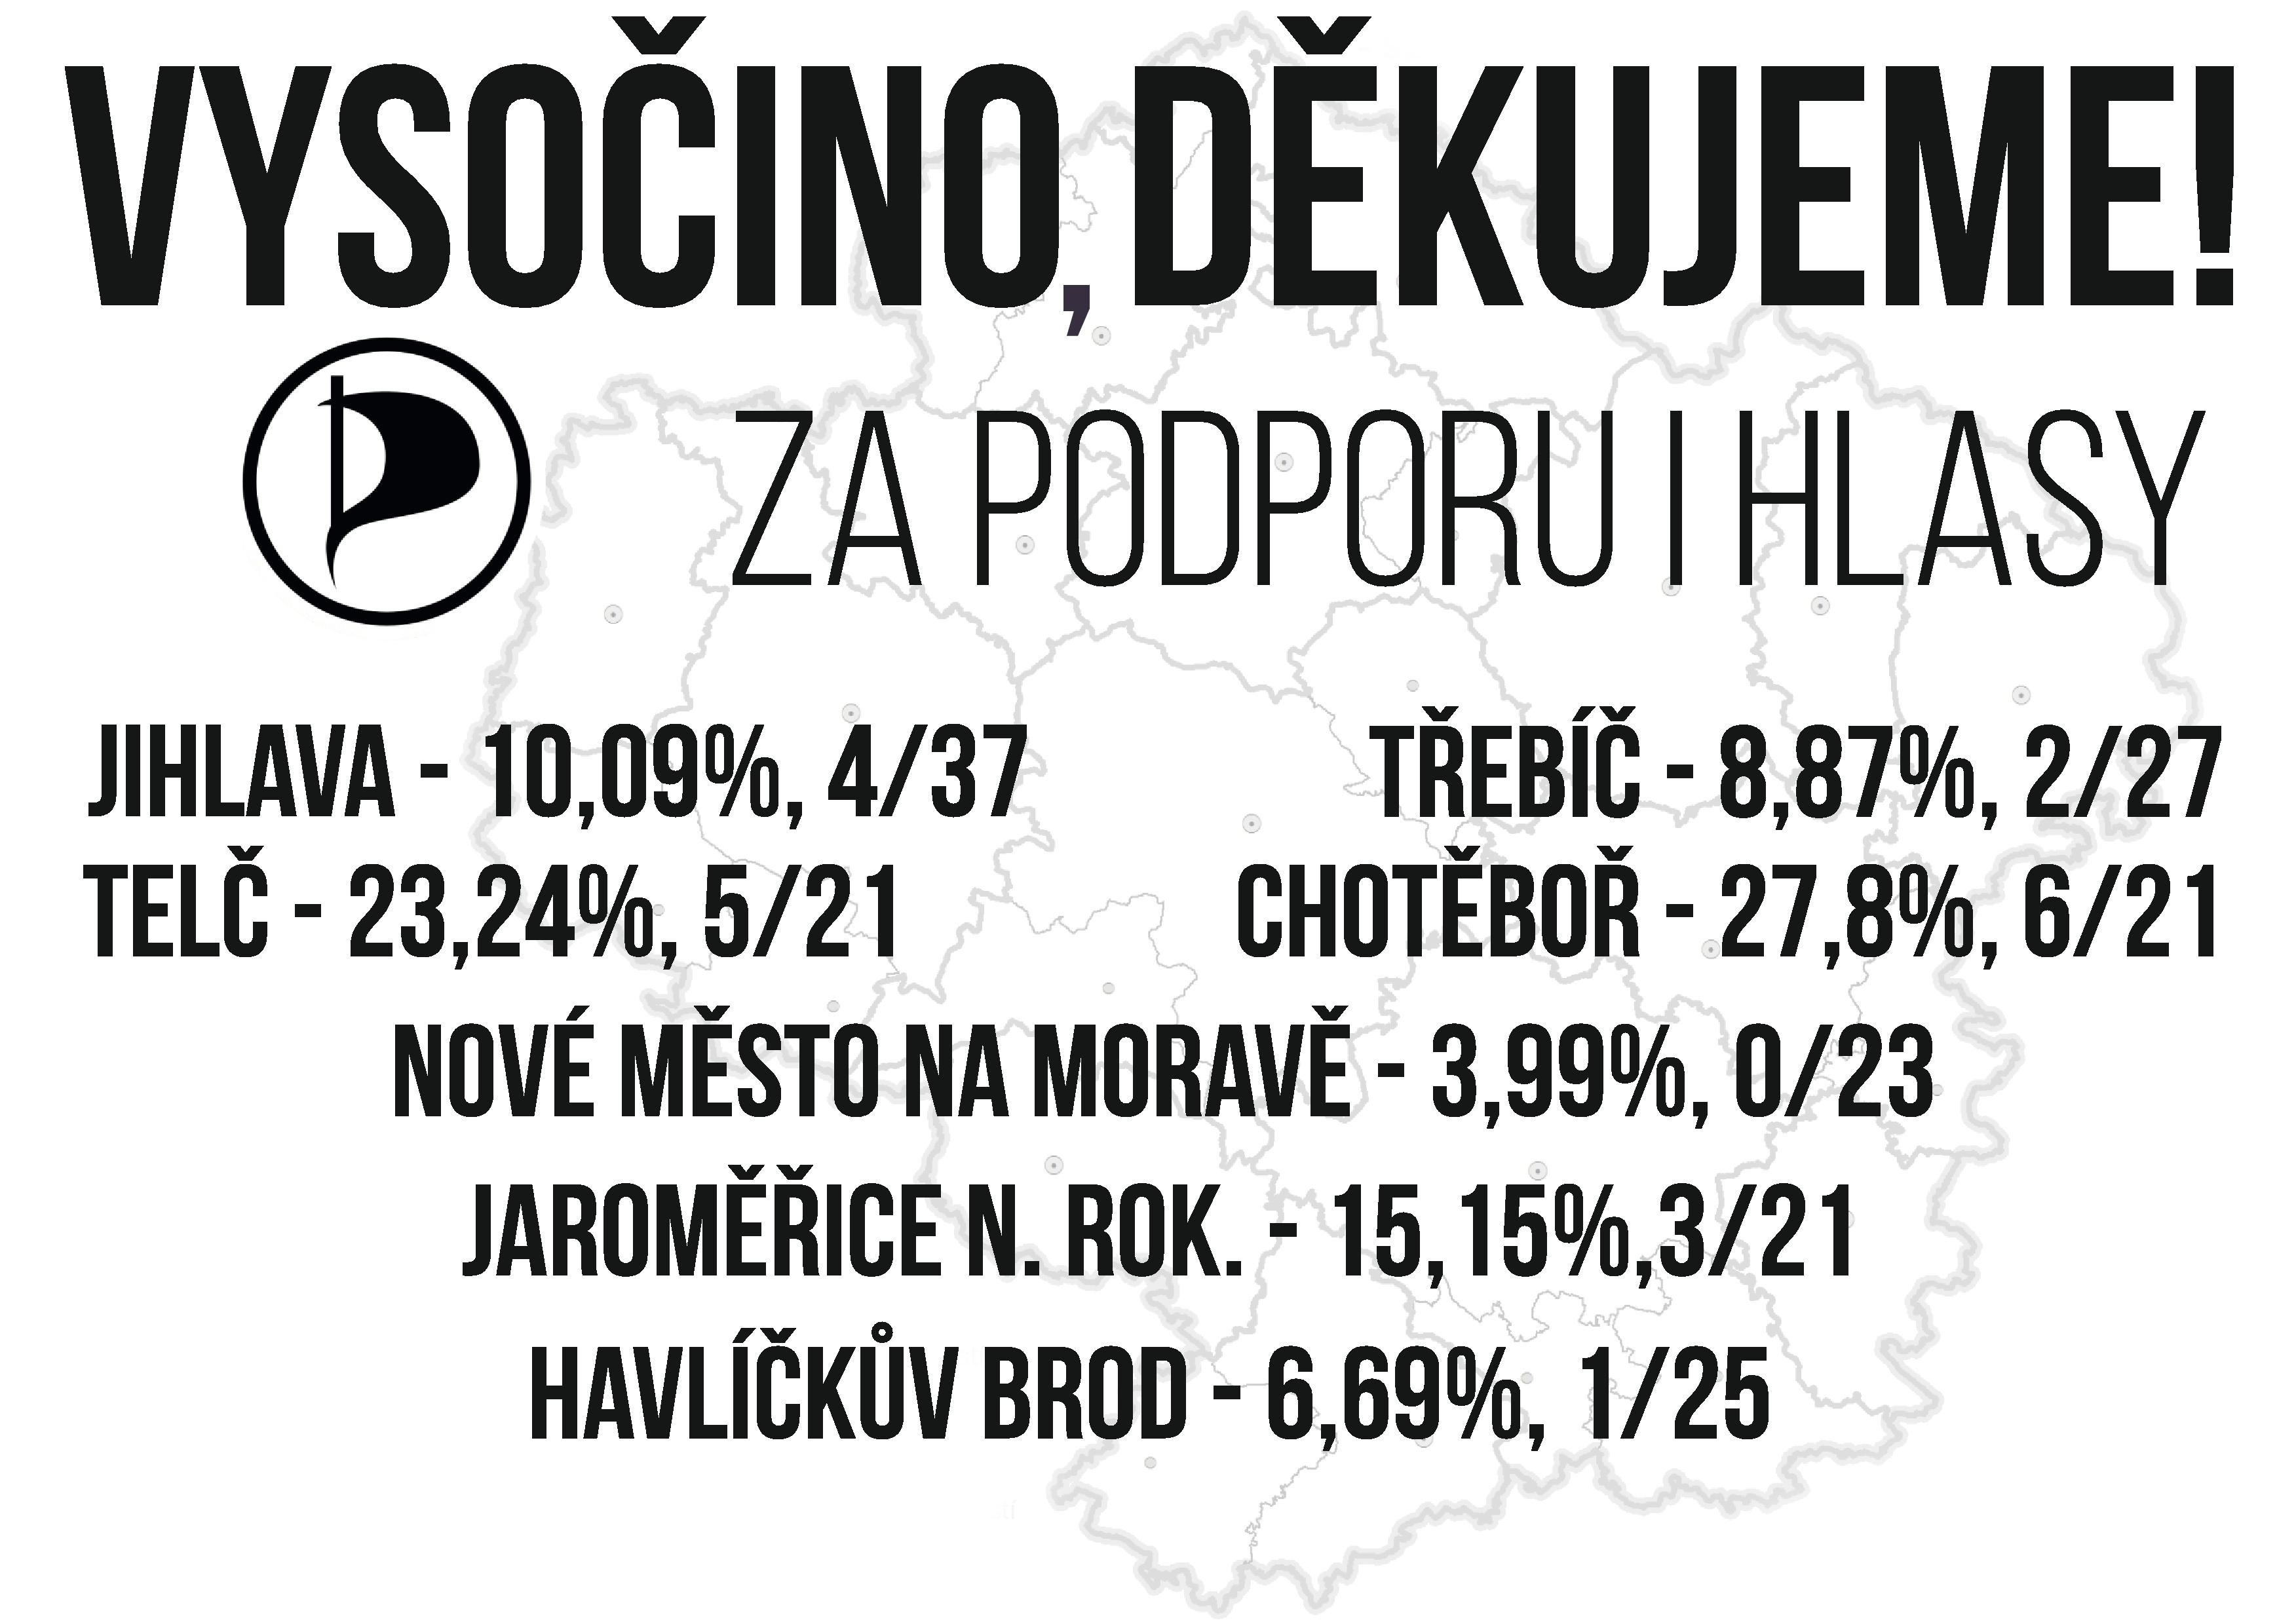 VYSOČINO, DĚKUJEME!
ZA PODPORU I HLASY
JIHLAVA - 10,09%, 4/37
TŘEBÍČ - 8,87%, 2/27
TELČ - 23,24%, 5/21
CHOTĚBOŘ - 27,8%, 6/21
NOVÉ MĚSTO NA MORAVĚ - 3,99%, 0/23
JAROMĚŘICE N. ROK. - 15,15%,3/21
HAVLÍČKŮV BROD - 6,69%, 1/25